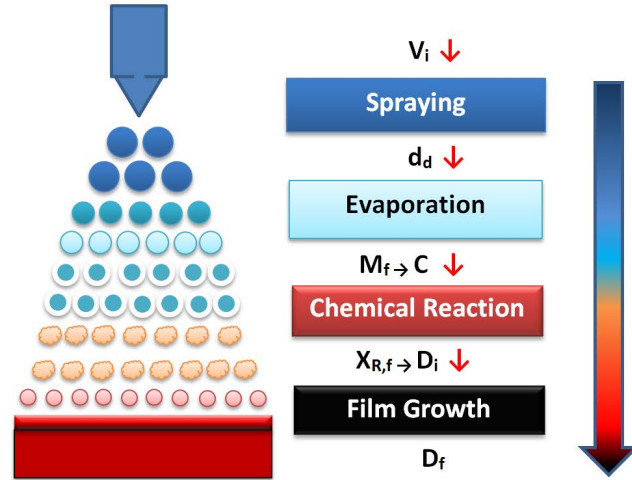 Vi ↓
Spraying
dd ↓
Evaporation
Mf → C ↓
Chemical Reaction
XR,f → Di ↓
Film Growth
Df